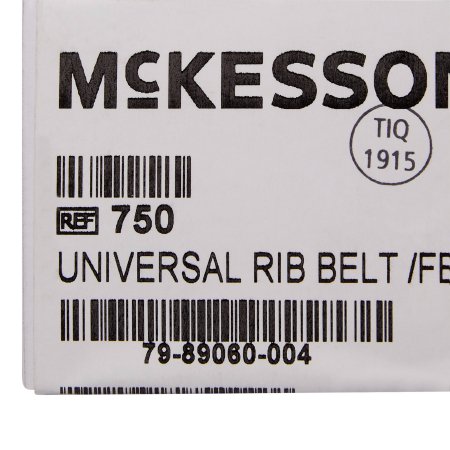 McKESSON
TIQ
1915
REF 750
UNIVERSAL RIB BELT /FE
79-89060-004